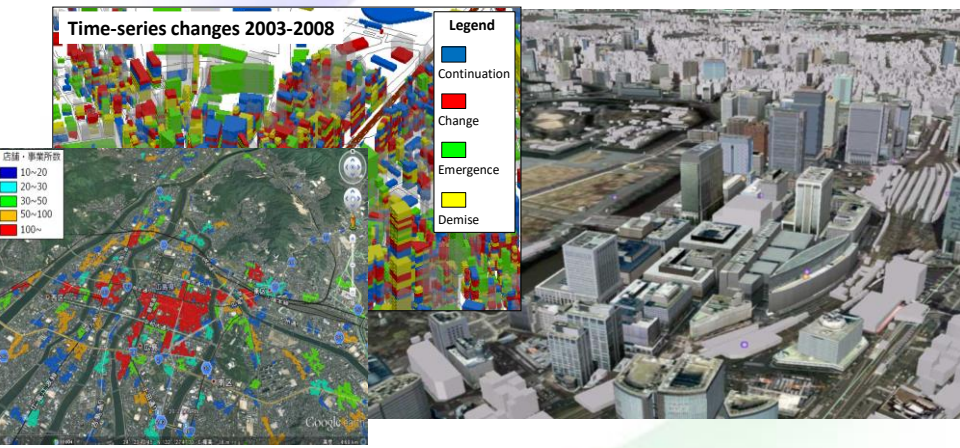 Time-series changes 2003-2008
Legend
Continuation
Change
Emergence
Demise
店舗・事業所数
10~20
20~30
30~50
50~100
100~
Google earth